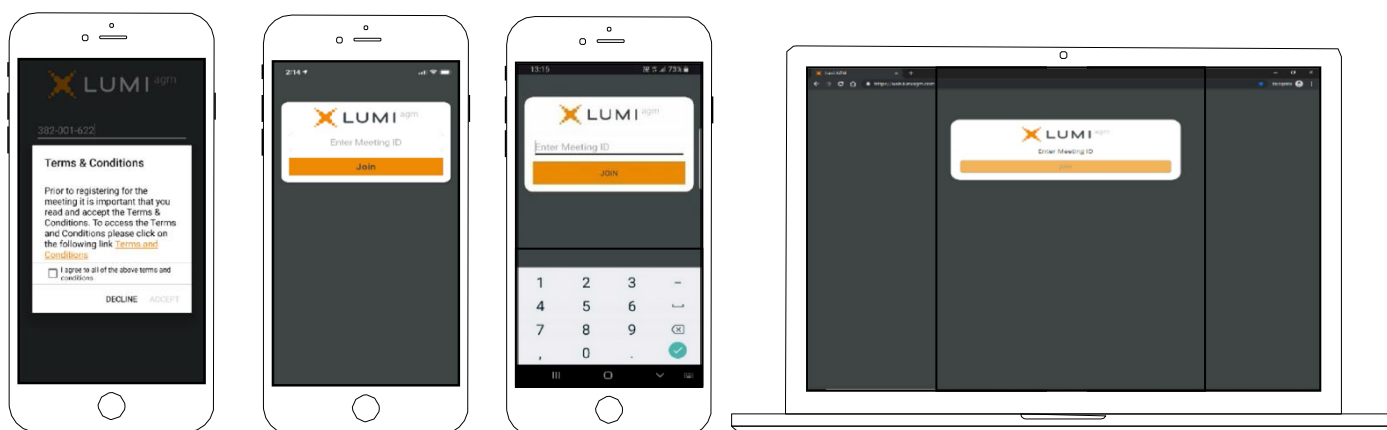 LUMI agm
382-001-622
Terms & Conditions
Prior to registering for the
meeting it is important that you
read and accept the Terms &
Conditions. To access the Terms
and Conditions please click on
the following link Terms and
Conditions
I agree to all of the above terms and
conditions
DECLINE ACCEPT
2:14
LUMI agm
Enter Meeting ID
Join
13:15
73%
LUMI agm
Enter Meeting ID
JOIN
1 2 3 -
4 5 6
7 8 9
, 0 .
LUMI agm
Enter Meeting ID